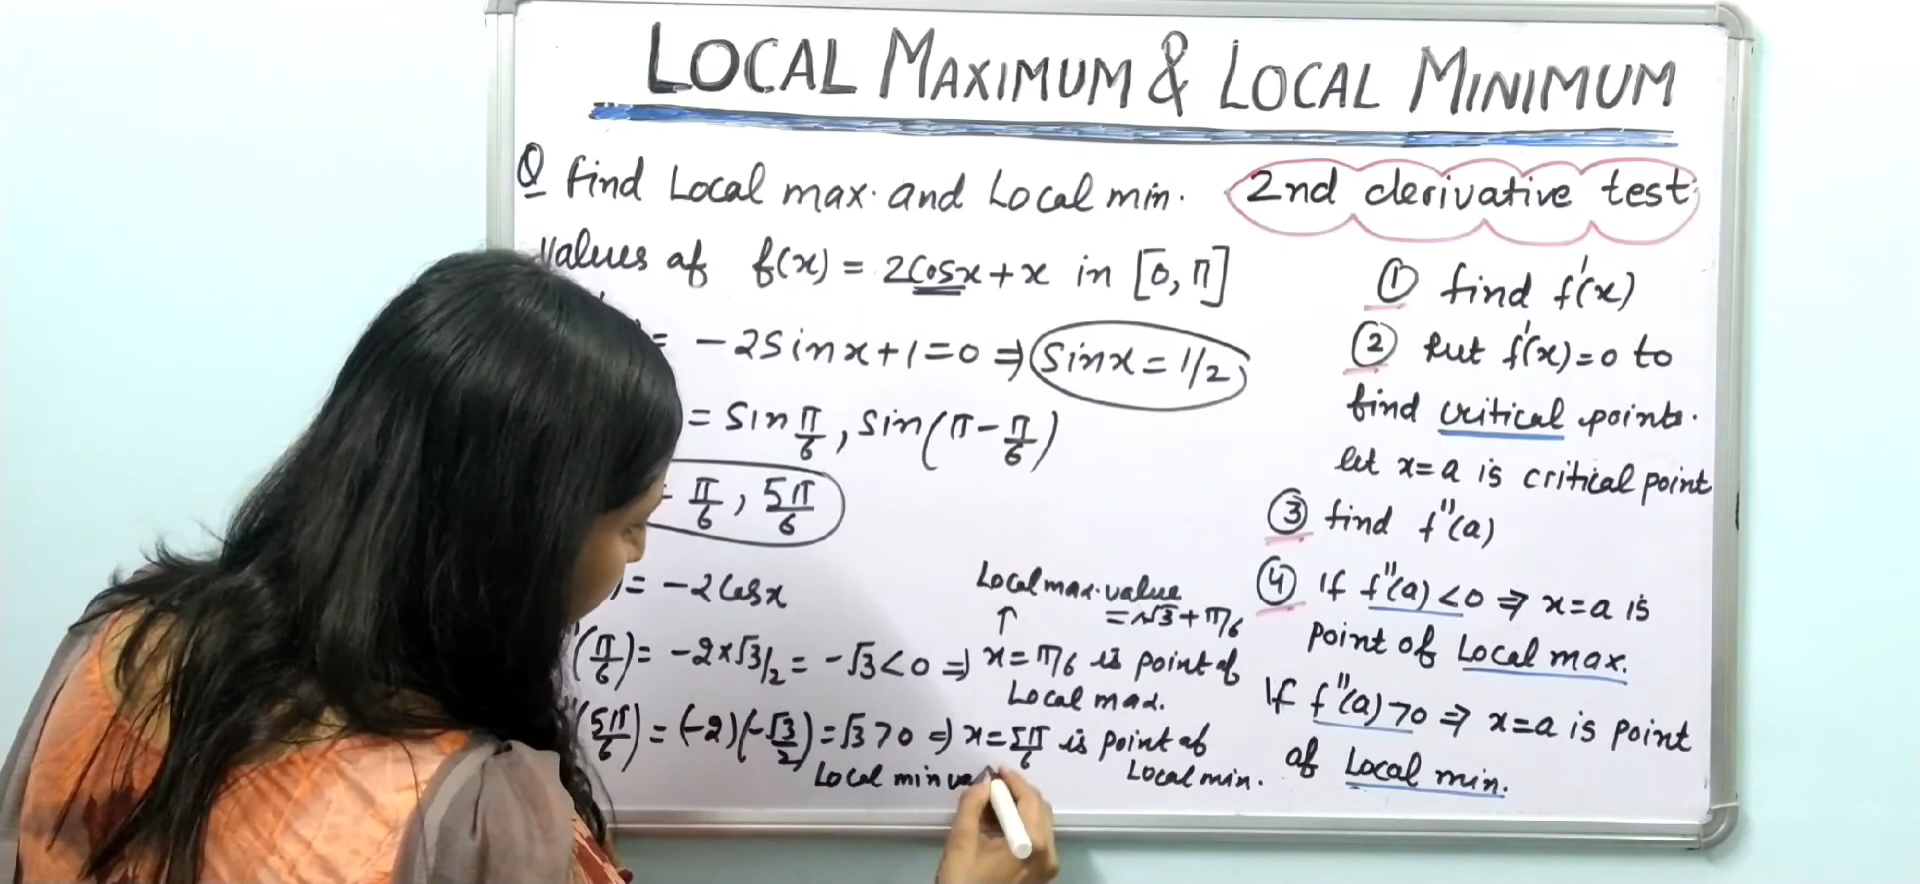 LOCAL MAXIMUM & LOCAL MINIMUM
Q find Local max. and Local min.
values of f(x) = 2cosx + x in [0, π]
= -2sinx + 1 = 0 ⇒ sinx = 1/2
= sin π/6, sin(π - π/6)
= π/6, 5π/6
) = -2cosx
Local max. value
↑ = √3 + π/6
"(π/6) = -2×√3/2 = -√3 < 0 ⇒ x = π/6 is point of
Local max.
"(5π/6) = (-2)(-√3/2) = √3 > 0 ⇒ x = 5π/6 is point of
Local min.
Local min va
2nd derivative test
① find f'(x)
② Put f'(x) = 0 to
find critical points.
let x = a is critical point
③ find f"(a)
④ If f"(a) < 0 ⇒ x = a is
point of Local max.
If f"(a) > 0 ⇒ x = a is point
of Local min.